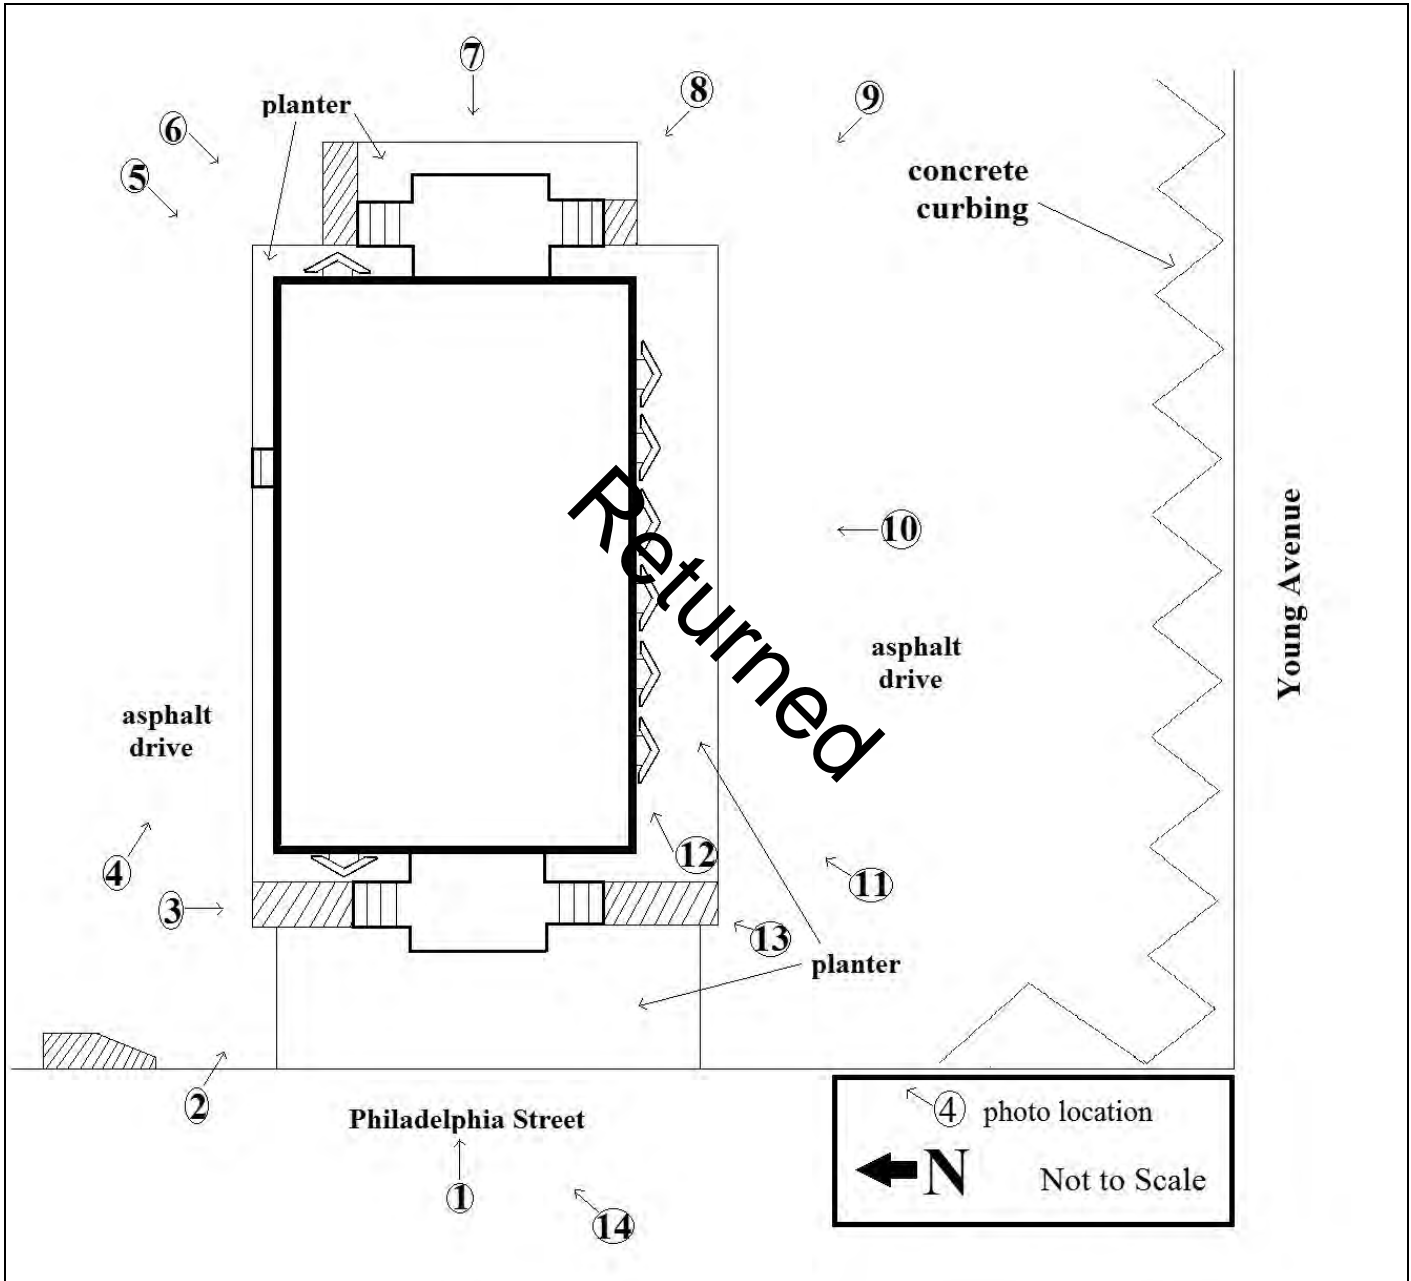 7
8
9
planter
6
5
concrete
curbing
10
Young Avenue
Returned
asphalt
drive
asphalt
drive
4
12
11
3
13
planter
2
Philadelphia Street
4 photo location
N Not to Scale
1
14